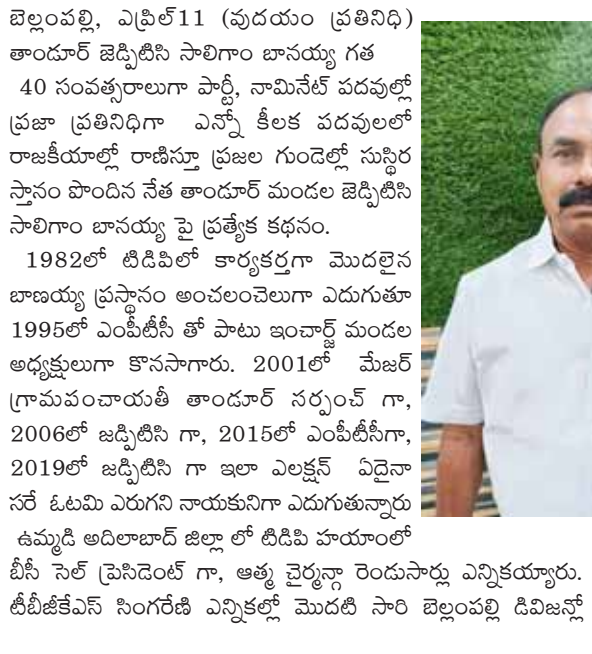 బెల్లంపల్లి, ఎప్రిల్11 (వుదయం ప్రతినిధి)
తాండూర్ జెడ్పిటిసి సాలిగాం బానయ్య గత
40 సంవత్సరాలుగా పార్టీ, నామినేట్ పదవుల్లో
ప్రజా ప్రతినిధిగా ఎన్నో కీలక పదవులలో
రాజకీయాల్లో రాణిస్తూ ప్రజల గుండెల్లో సుస్థిర
స్తానం పొందిన నేత తాండూర్ మండల జెడ్పిటిసి
సాలిగాం బానయ్య పై ప్రత్యేక కథనం.
1982లో టిడిపిలో కార్యకర్తగా మొదలైన
బాణయ్య ప్రస్థానం అంచలంచెలుగా ఎదుగుతూ
1995లో ఎంపీటీసీ తో పాటు ఇంచార్జ్ మండల
అధ్యక్షులుగా కొనసాగారు. 2001లో మేజర్
గ్రామపంచాయతీ తాండూర్ సర్పంచ్ గా,
2006లో జడ్పిటిసి గా, 2015లో ఎంపీటీసీగా,
2019లో జడ్పిటిసి గా ఇలా ఎలక్షన్ ఏదైనా
సరే ఓటమి ఎరుగని నాయకునిగా ఎదుగుతున్నారు
ఉమ్మడి అదిలాబాద్ జిల్లా లో టిడిపి హయాంలో
బీసీ సెల్ ప్రెసిడెంట్ గా, ఆత్మ చైర్మన్గా రెండుసార్లు ఎన్నికయ్యారు.
టీబీజీకేఎస్ సింగరేణి ఎన్నికల్లో మొదటి సారి బెల్లంపల్లి డివిజన్లో